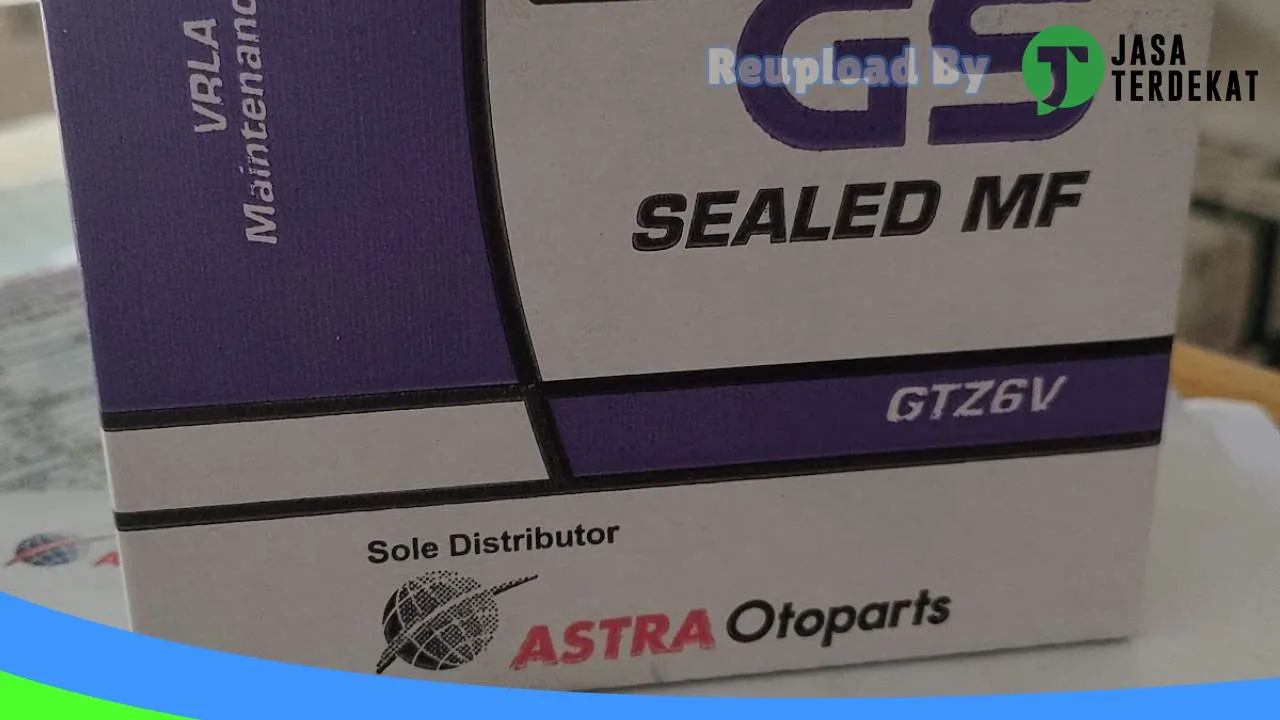 VRLA
Maintenanc
GS
Reupload By
JASA
TERDEKAT
SEALED MF
GTZ6V
Sole Distributor
ASTRA Otoparts